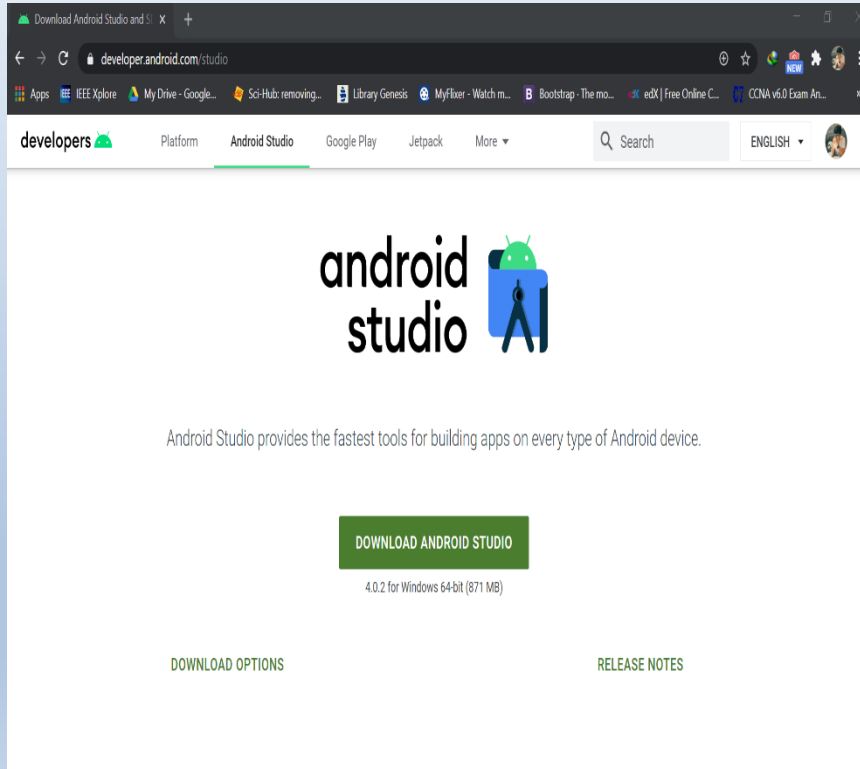 Download Android Studio and S
developer.android.com/studio
NEW
Apps IEEE IEEE Xplore My Drive - Google... Sci-Hub: removing... Library Genesis MyFlixer - Watch m... B Bootstrap · The mo... edX | Free Online C... CCNA v6.0 Exam An...
developers Platform Android Studio Google Play Jetpack More Search ENGLISH
android
studio
Android Studio provides the fastest tools for building apps on every type of Android device.
DOWNLOAD ANDROID STUDIO
4.0.2 for Windows 64-bit (871 MB)
DOWNLOAD OPTIONS RELEASE NOTES